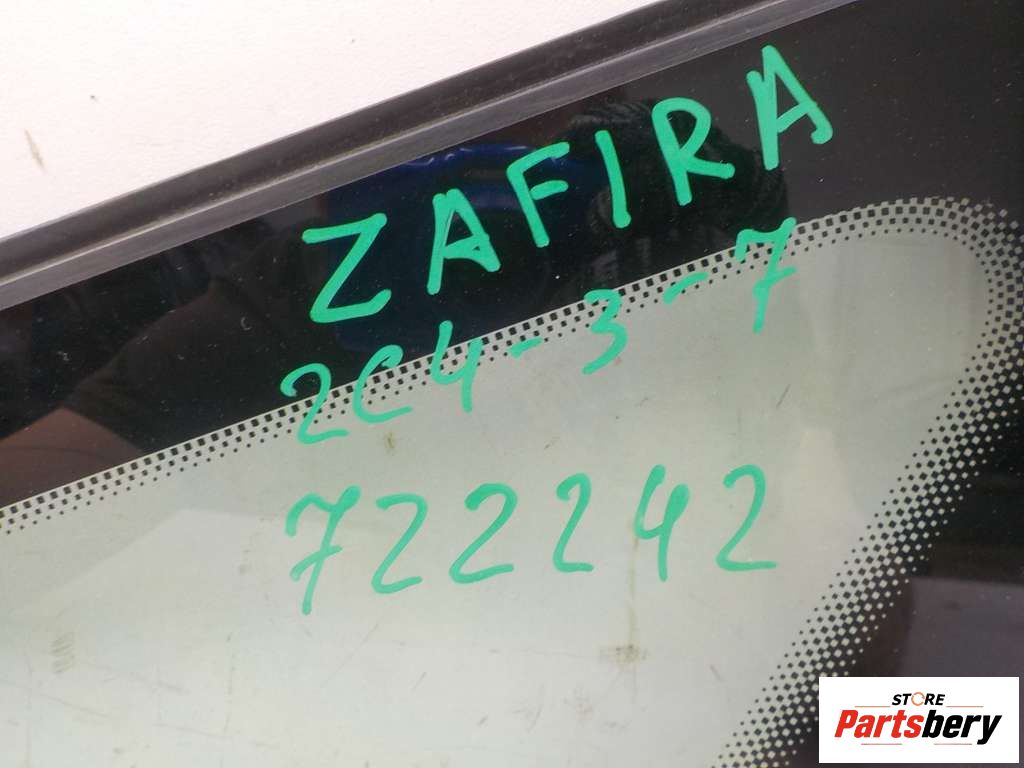 ZAFIRA
2C4-3-7
722242
STORE
Partsbery